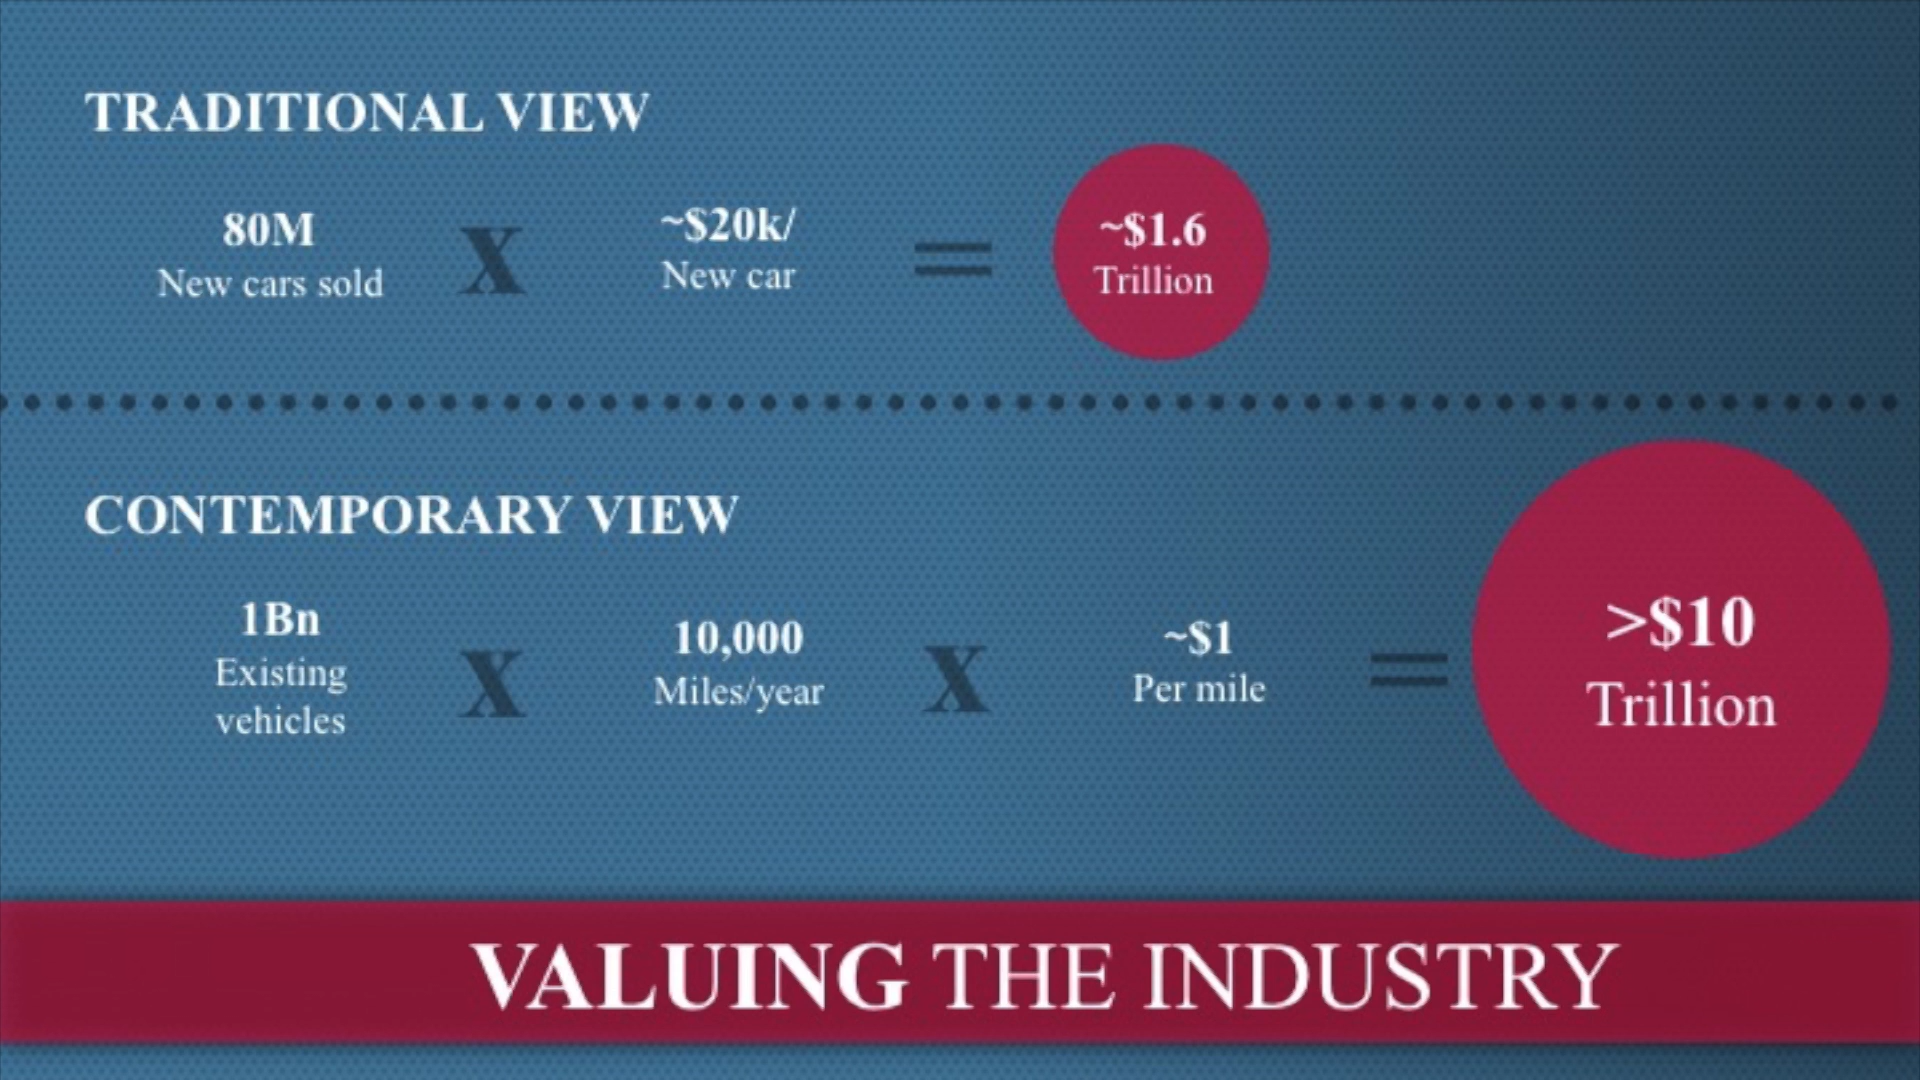 TRADITIONAL VIEW
80M
New cars sold
X
~$20k/
New car
=
~$1.6
Trillion
CONTEMPORARY VIEW
1Bn
Existing
vehicles
X
10,000
Miles/year
X
~$1
Per mile
=
>$10
Trillion
VALUING THE INDUSTRY